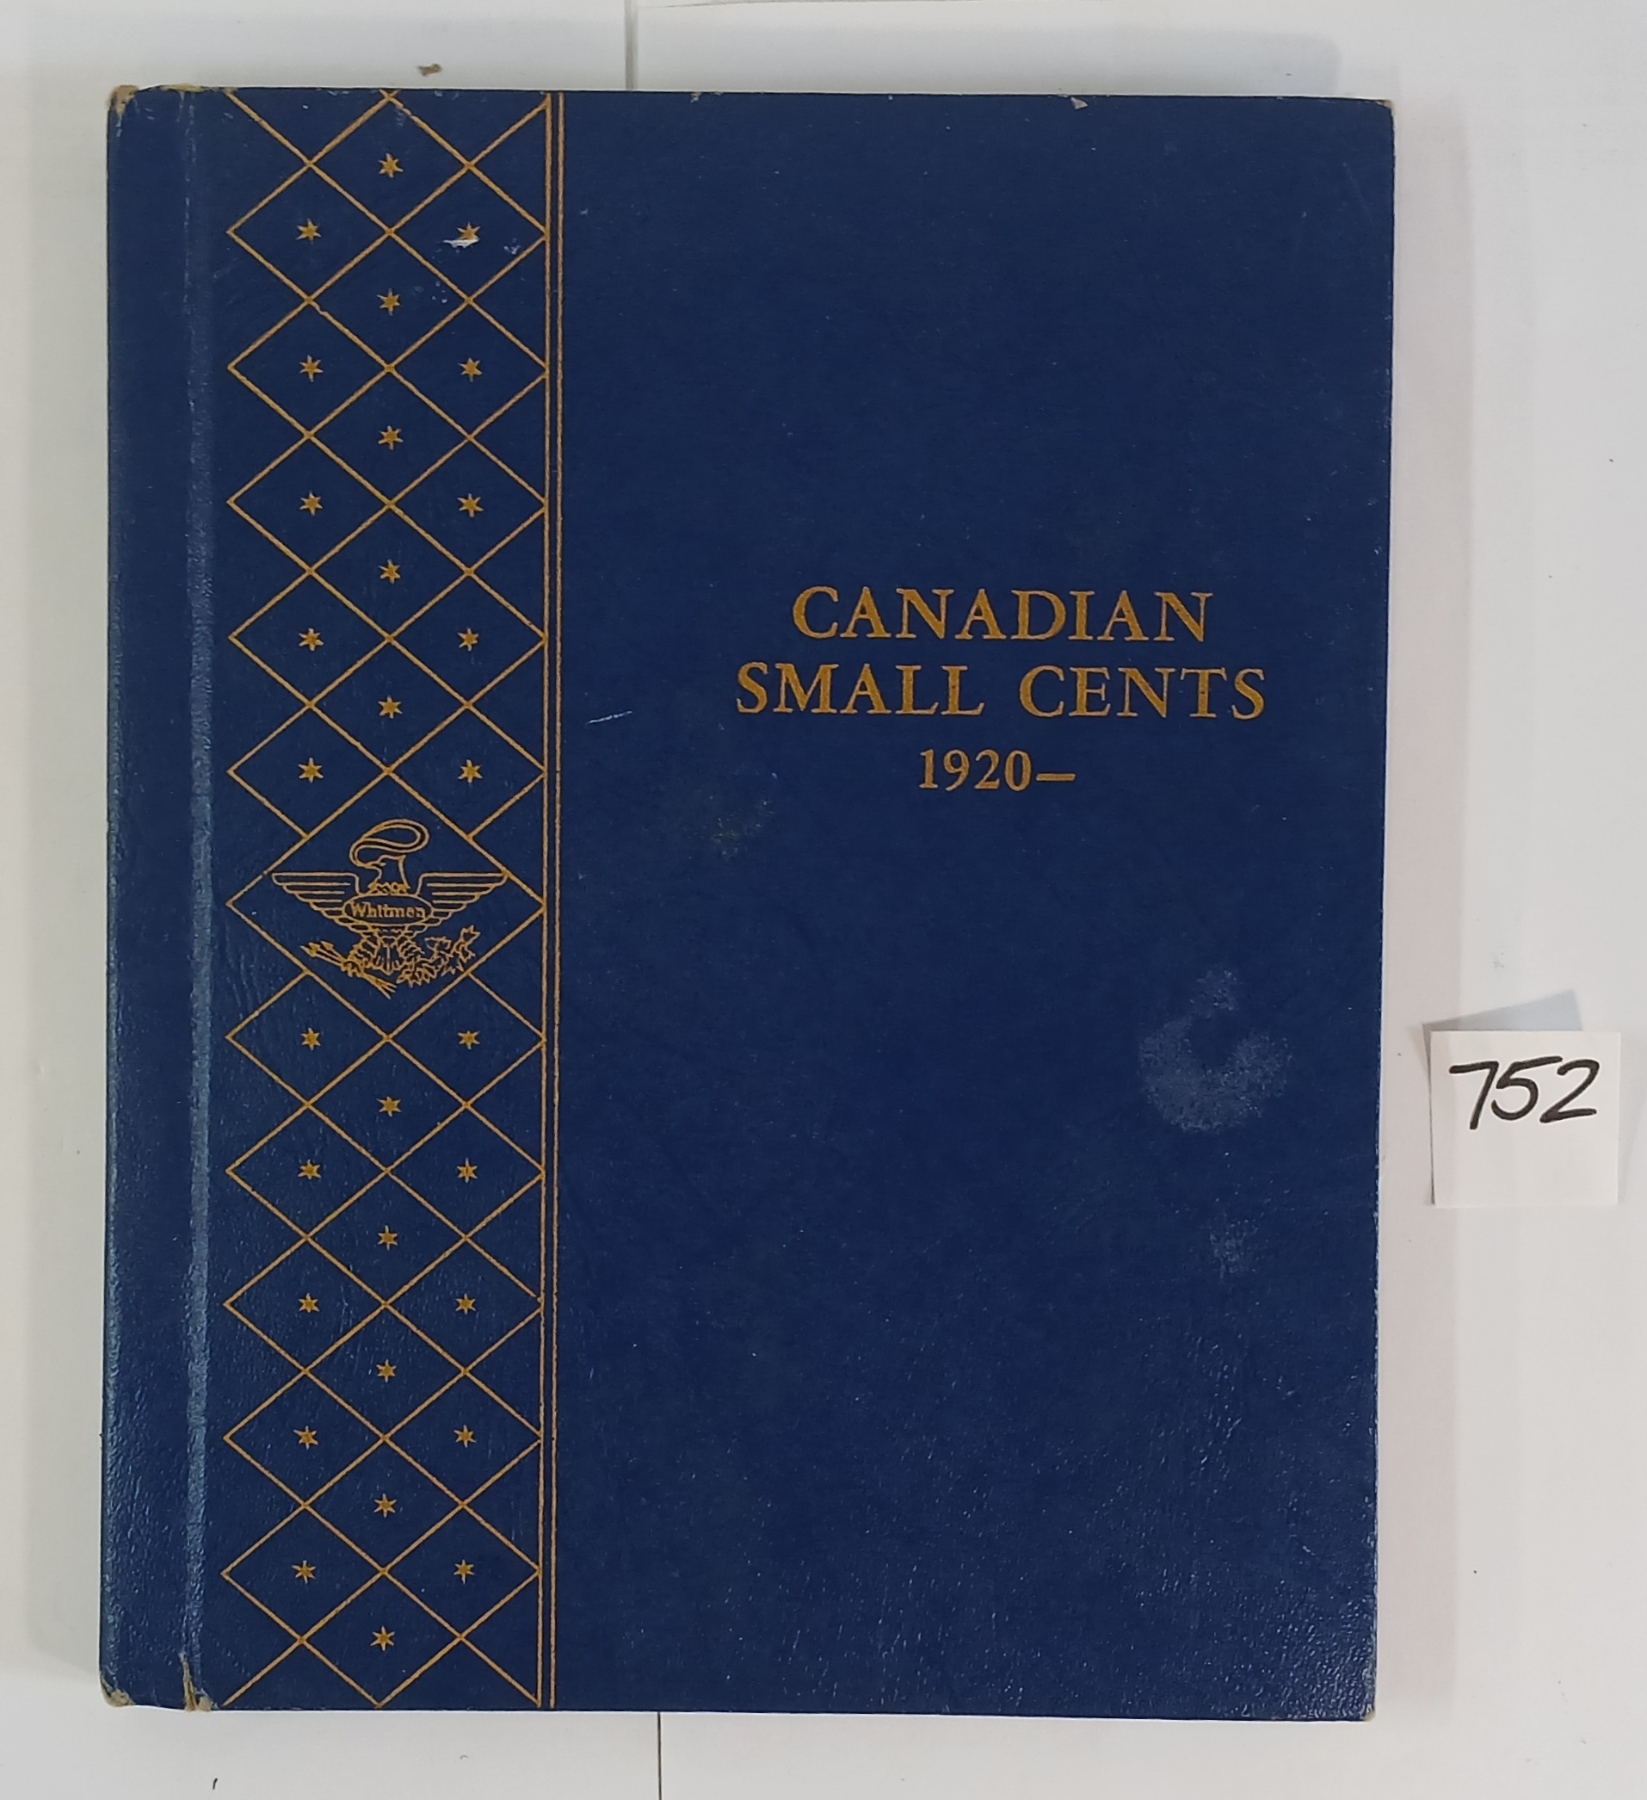 CANADIAN
SMALL CENTS
1920—
Whitman
752